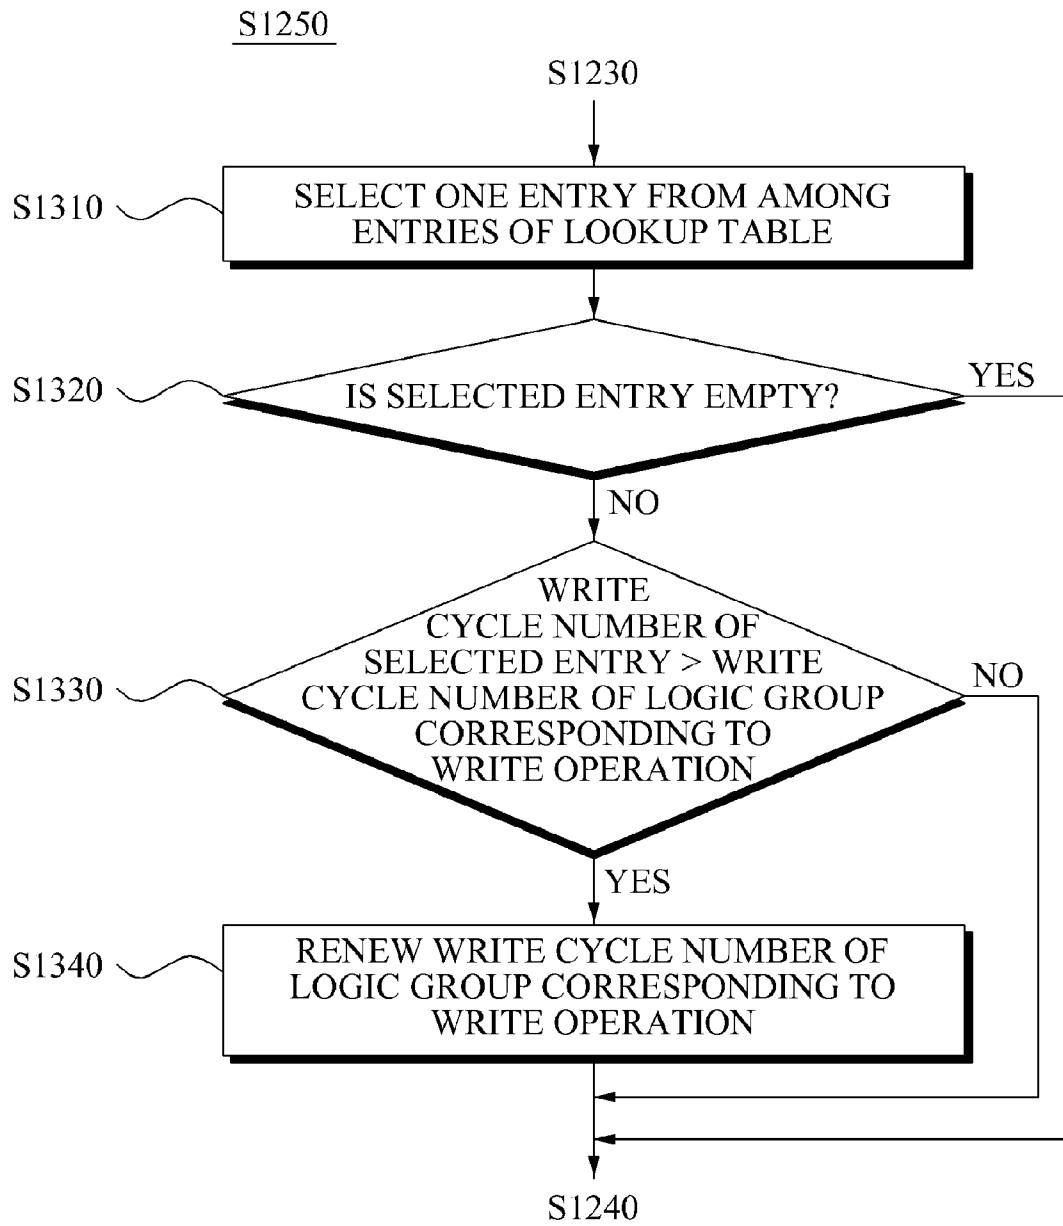 S1250
S1230
S1310
SELECT ONE ENTRY FROM AMONG
ENTRIES OF LOOKUP TABLE
S1320
IS SELECTED ENTRY EMPTY?
YES
NO
S1330
WRITE
CYCLE NUMBER OF
SELECTED ENTRY > WRITE
CYCLE NUMBER OF LOGIC GROUP
CORRESPONDING TO
WRITE OPERATION
NO
YES
S1340
RENEW WRITE CYCLE NUMBER OF
LOGIC GROUP CORRESPONDING TO
WRITE OPERATION
S1240